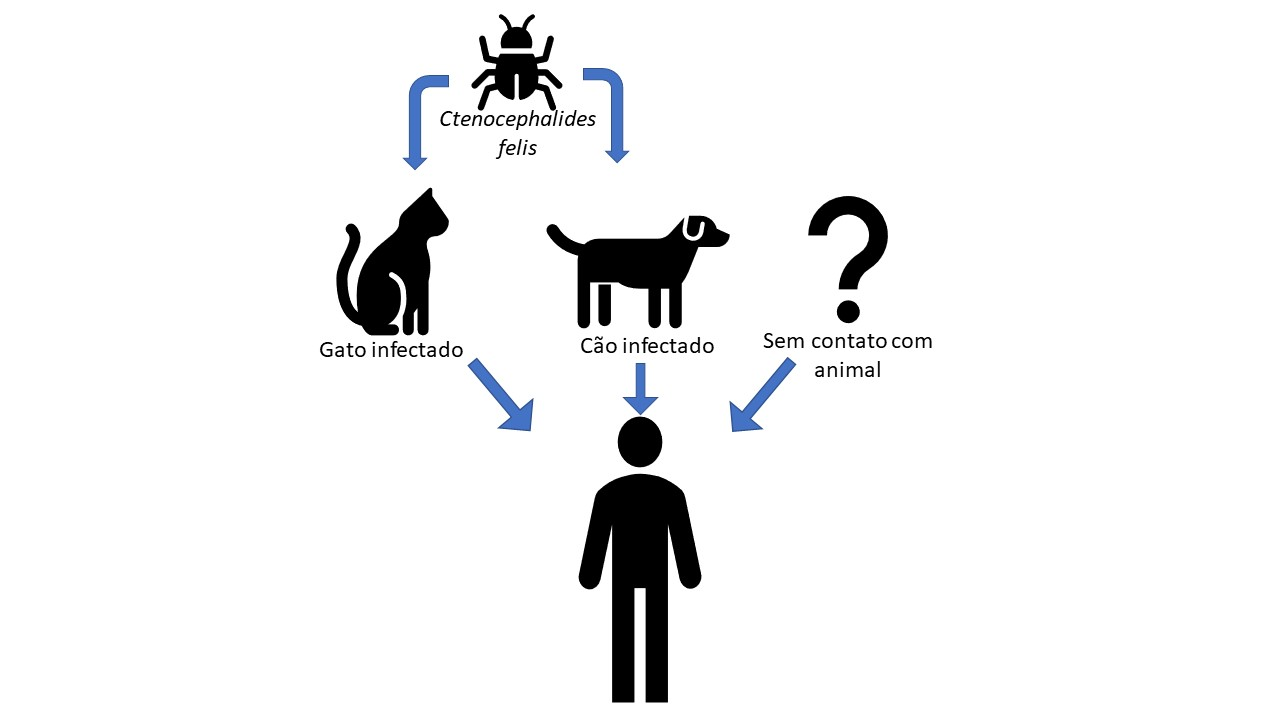 Ctenocephalides
felis
Gato infectado
Cão infectado
Sem contato com
animal